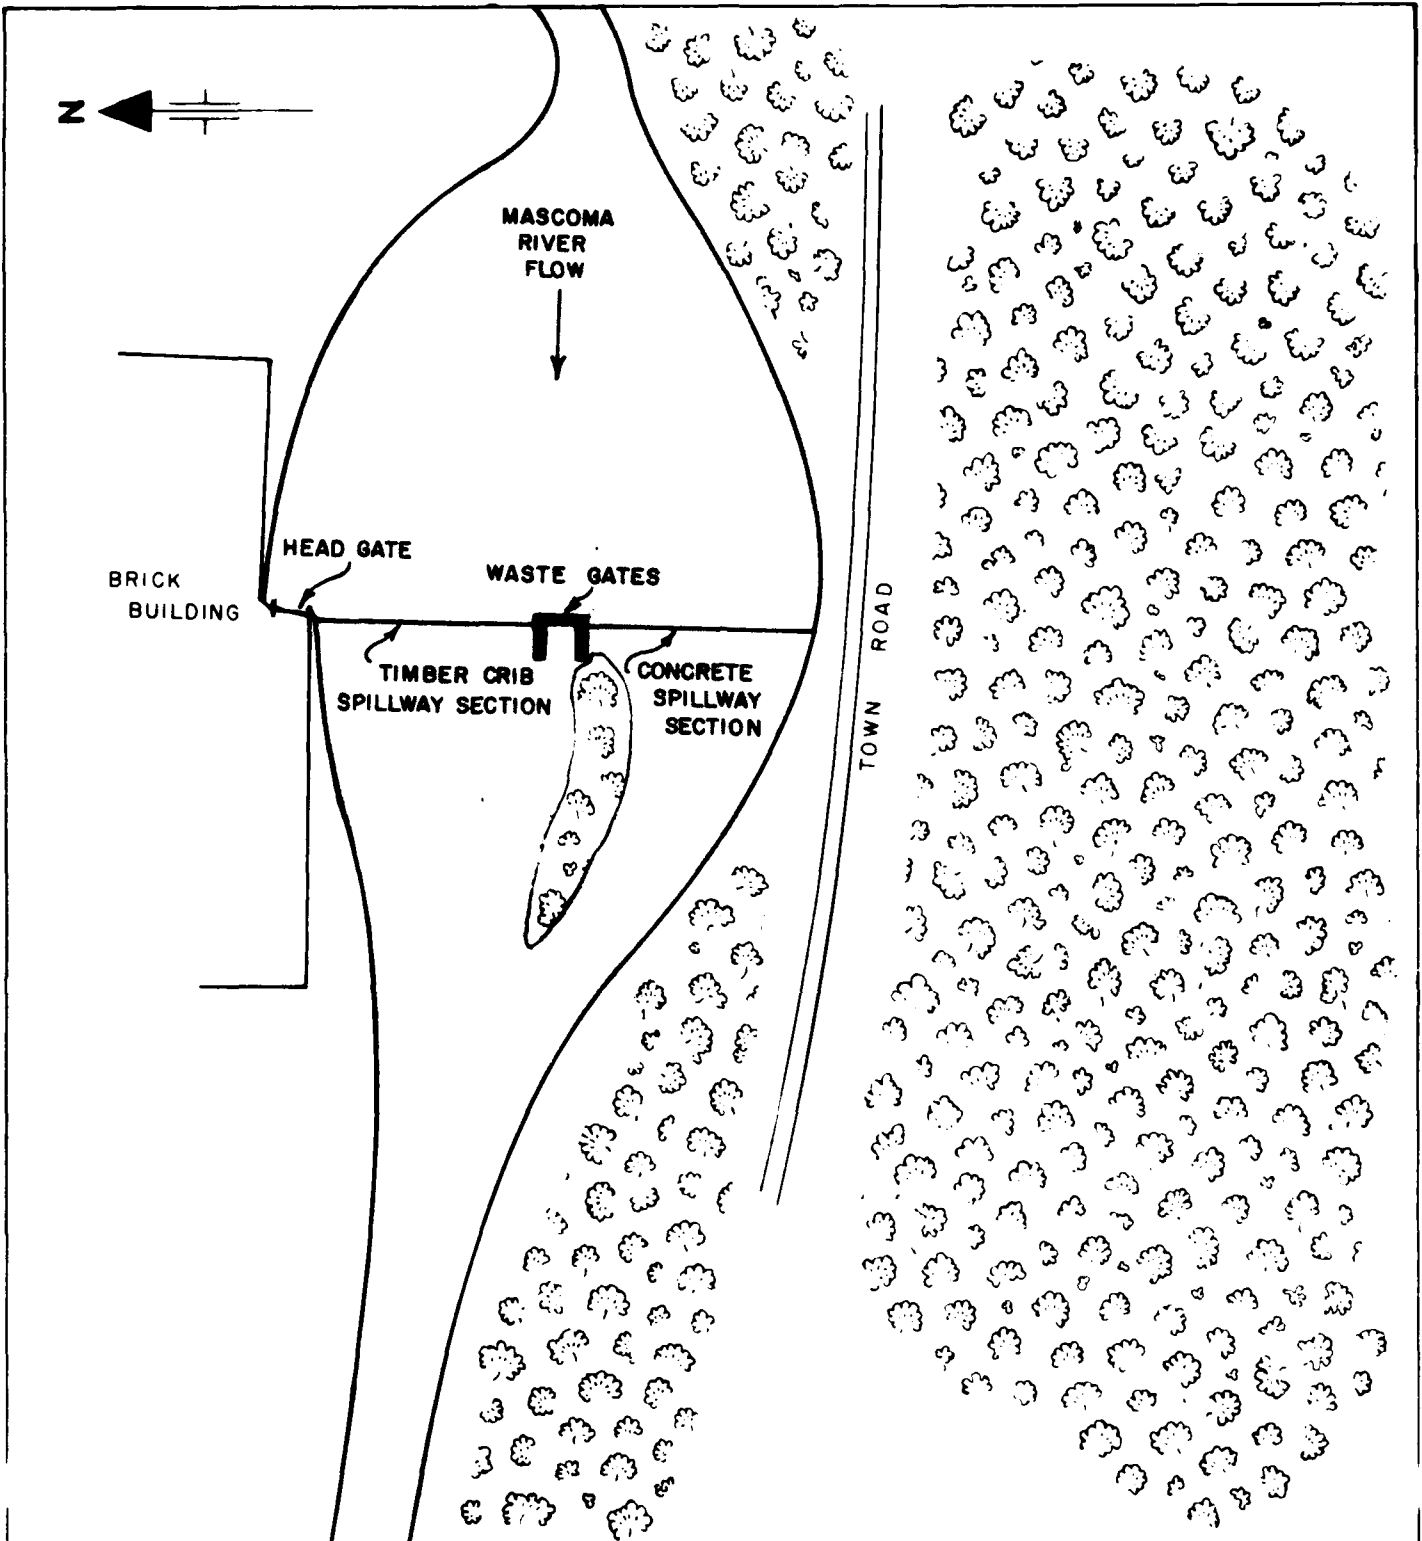 N
MASCOMA
RIVER
FLOW
HEAD GATE
BRICK
BUILDING
WASTE GATES
TIMBER CRIB
SPILLWAY SECTION
CONCRETE
SPILLWAY
SECTION
TOWN ROAD